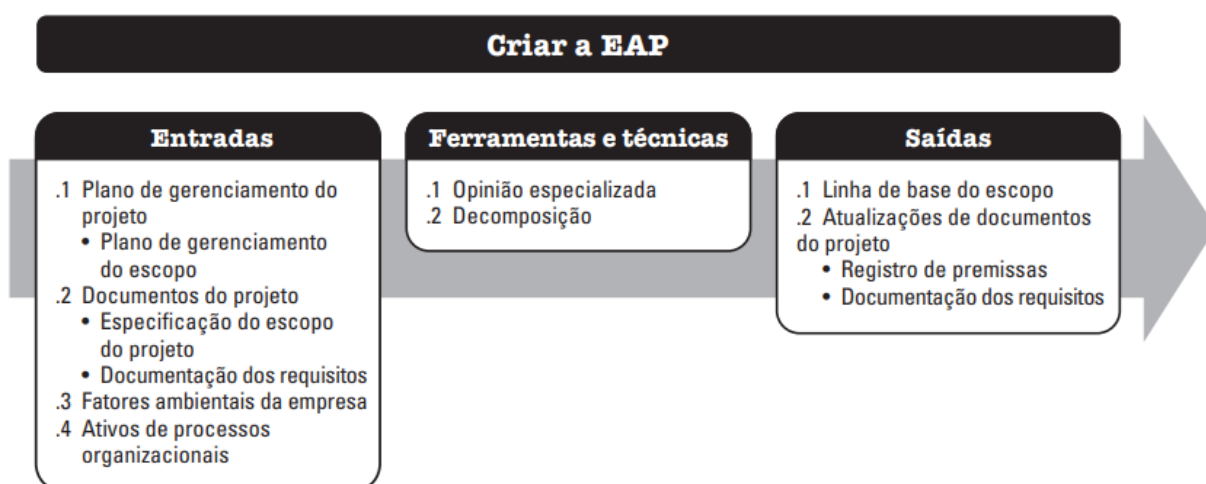 Criar a EAP
Entradas
.1 Plano de gerenciamento do
projeto
• Plano de gerenciamento
do escopo
.2 Documentos do projeto
• Especificação do escopo
do projeto
• Documentação dos requisitos
.3 Fatores ambientais da empresa
.4 Ativos de processos
organizacionais
Ferramentas e técnicas
.1 Opinião especializada
.2 Decomposição
Saídas
.1 Linha de base do escopo
.2 Atualizações de documentos
do projeto
• Registro de premissas
• Documentação dos requisitos